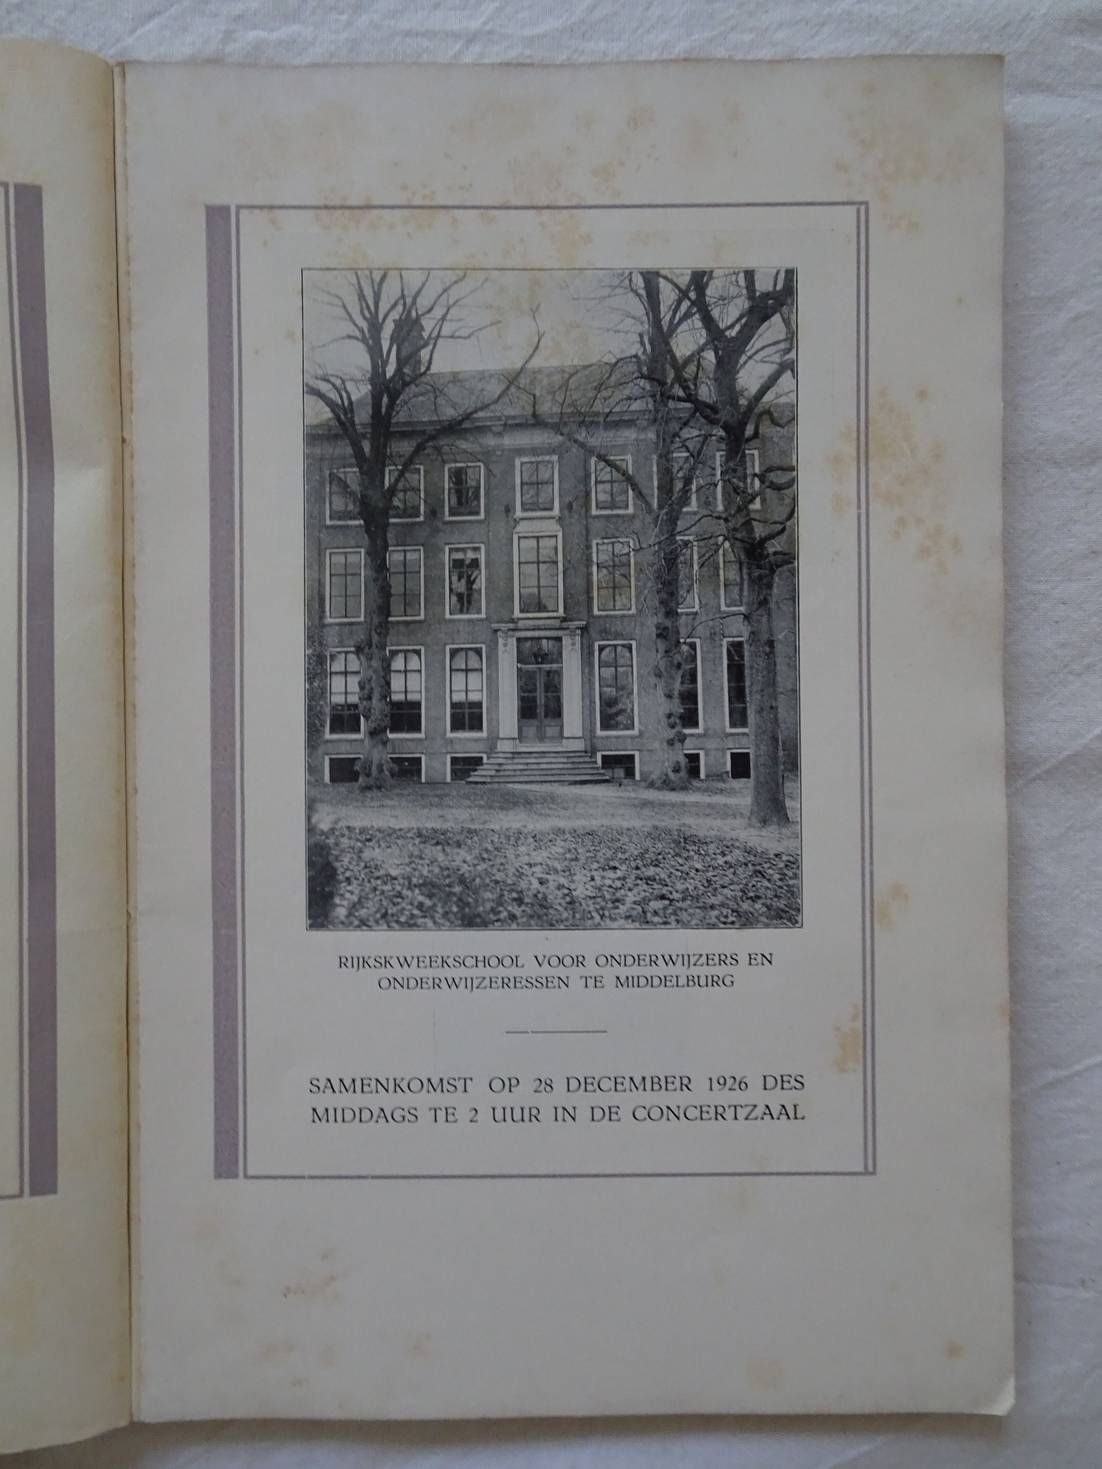 RIJKSKWEEKSCHOOL VOOR ONDERWIJZERS EN
ONDERWIJZERESSEN TE MIDDELBURG
SAMENKOMST OP 28 DECEMBER 1926 DES
MIDDAGS TE 2 UUR IN DE CONCERTZAAL